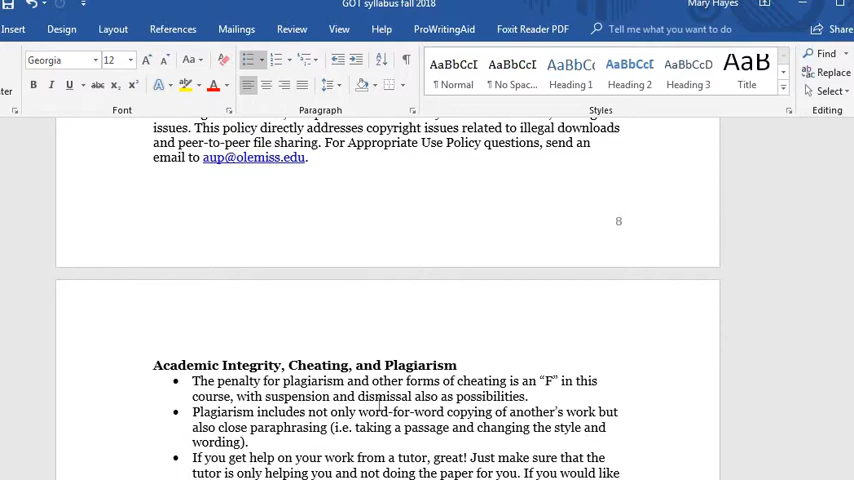 GOT syllabus fall 2018
Mary Hayes
Insert Design Layout References Mailings Review View Help ProWritingAid Foxit Reader PDF Tell me what you want to do Share
Georgia 12 Aa Find
AaBbCcI AaBbCcI AaBbCc AaBbCcI AaBbCcD AaB Replace
B I U abc X₂ X² A A ¶ Normal ¶ No Spac... Heading 1 Heading 2 Heading 3 Title Select
Font Paragraph Styles Editing
issues. This policy directly addresses copyright issues related to illegal downloads
and peer-to-peer file sharing. For Appropriate Use Policy questions, send an
email to aup@olemiss.edu.
8
Academic Integrity, Cheating, and Plagiarism
• The penalty for plagiarism and other forms of cheating is an “F” in this
course, with suspension and dismissal also as possibilities.
• Plagiarism includes not only word-for-word copying of another’s work but
also close paraphrasing (i.e. taking a passage and changing the style and
wording).
• If you get help on your work from a tutor, great! Just make sure that the
tutor is only helping you and not doing the paper for you. If you would like